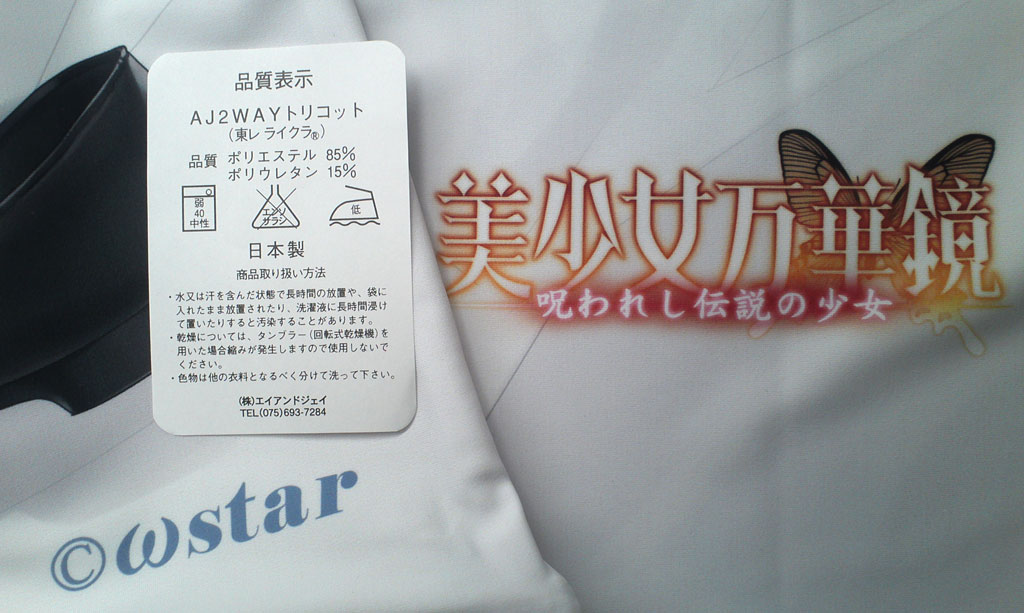 品質表示
AJ2WAYトリコット
(東レ ライクラ®)
品質 ポリエステル 85%
ポリウレタン 15%
弱
40
中性
エンソ
サラシ
低
日本製
商品取り扱い方法
・水又は汗を含んだ状態で長時間の放置や、袋に
入れたまま放置されたり、洗濯液に長時間浸け
て置いたりすると汚染することがあります。
・乾燥については、タンブラー(回転式乾燥機)を
用いた場合縮みが発生しますので使用しないで
ください。
・色物は他の衣料となるべく分けて洗って下さい。
(株)エイアンドジェイ
TEL(075)693-7284
美少女万華鏡
呪われし伝説の少女
©ωstar